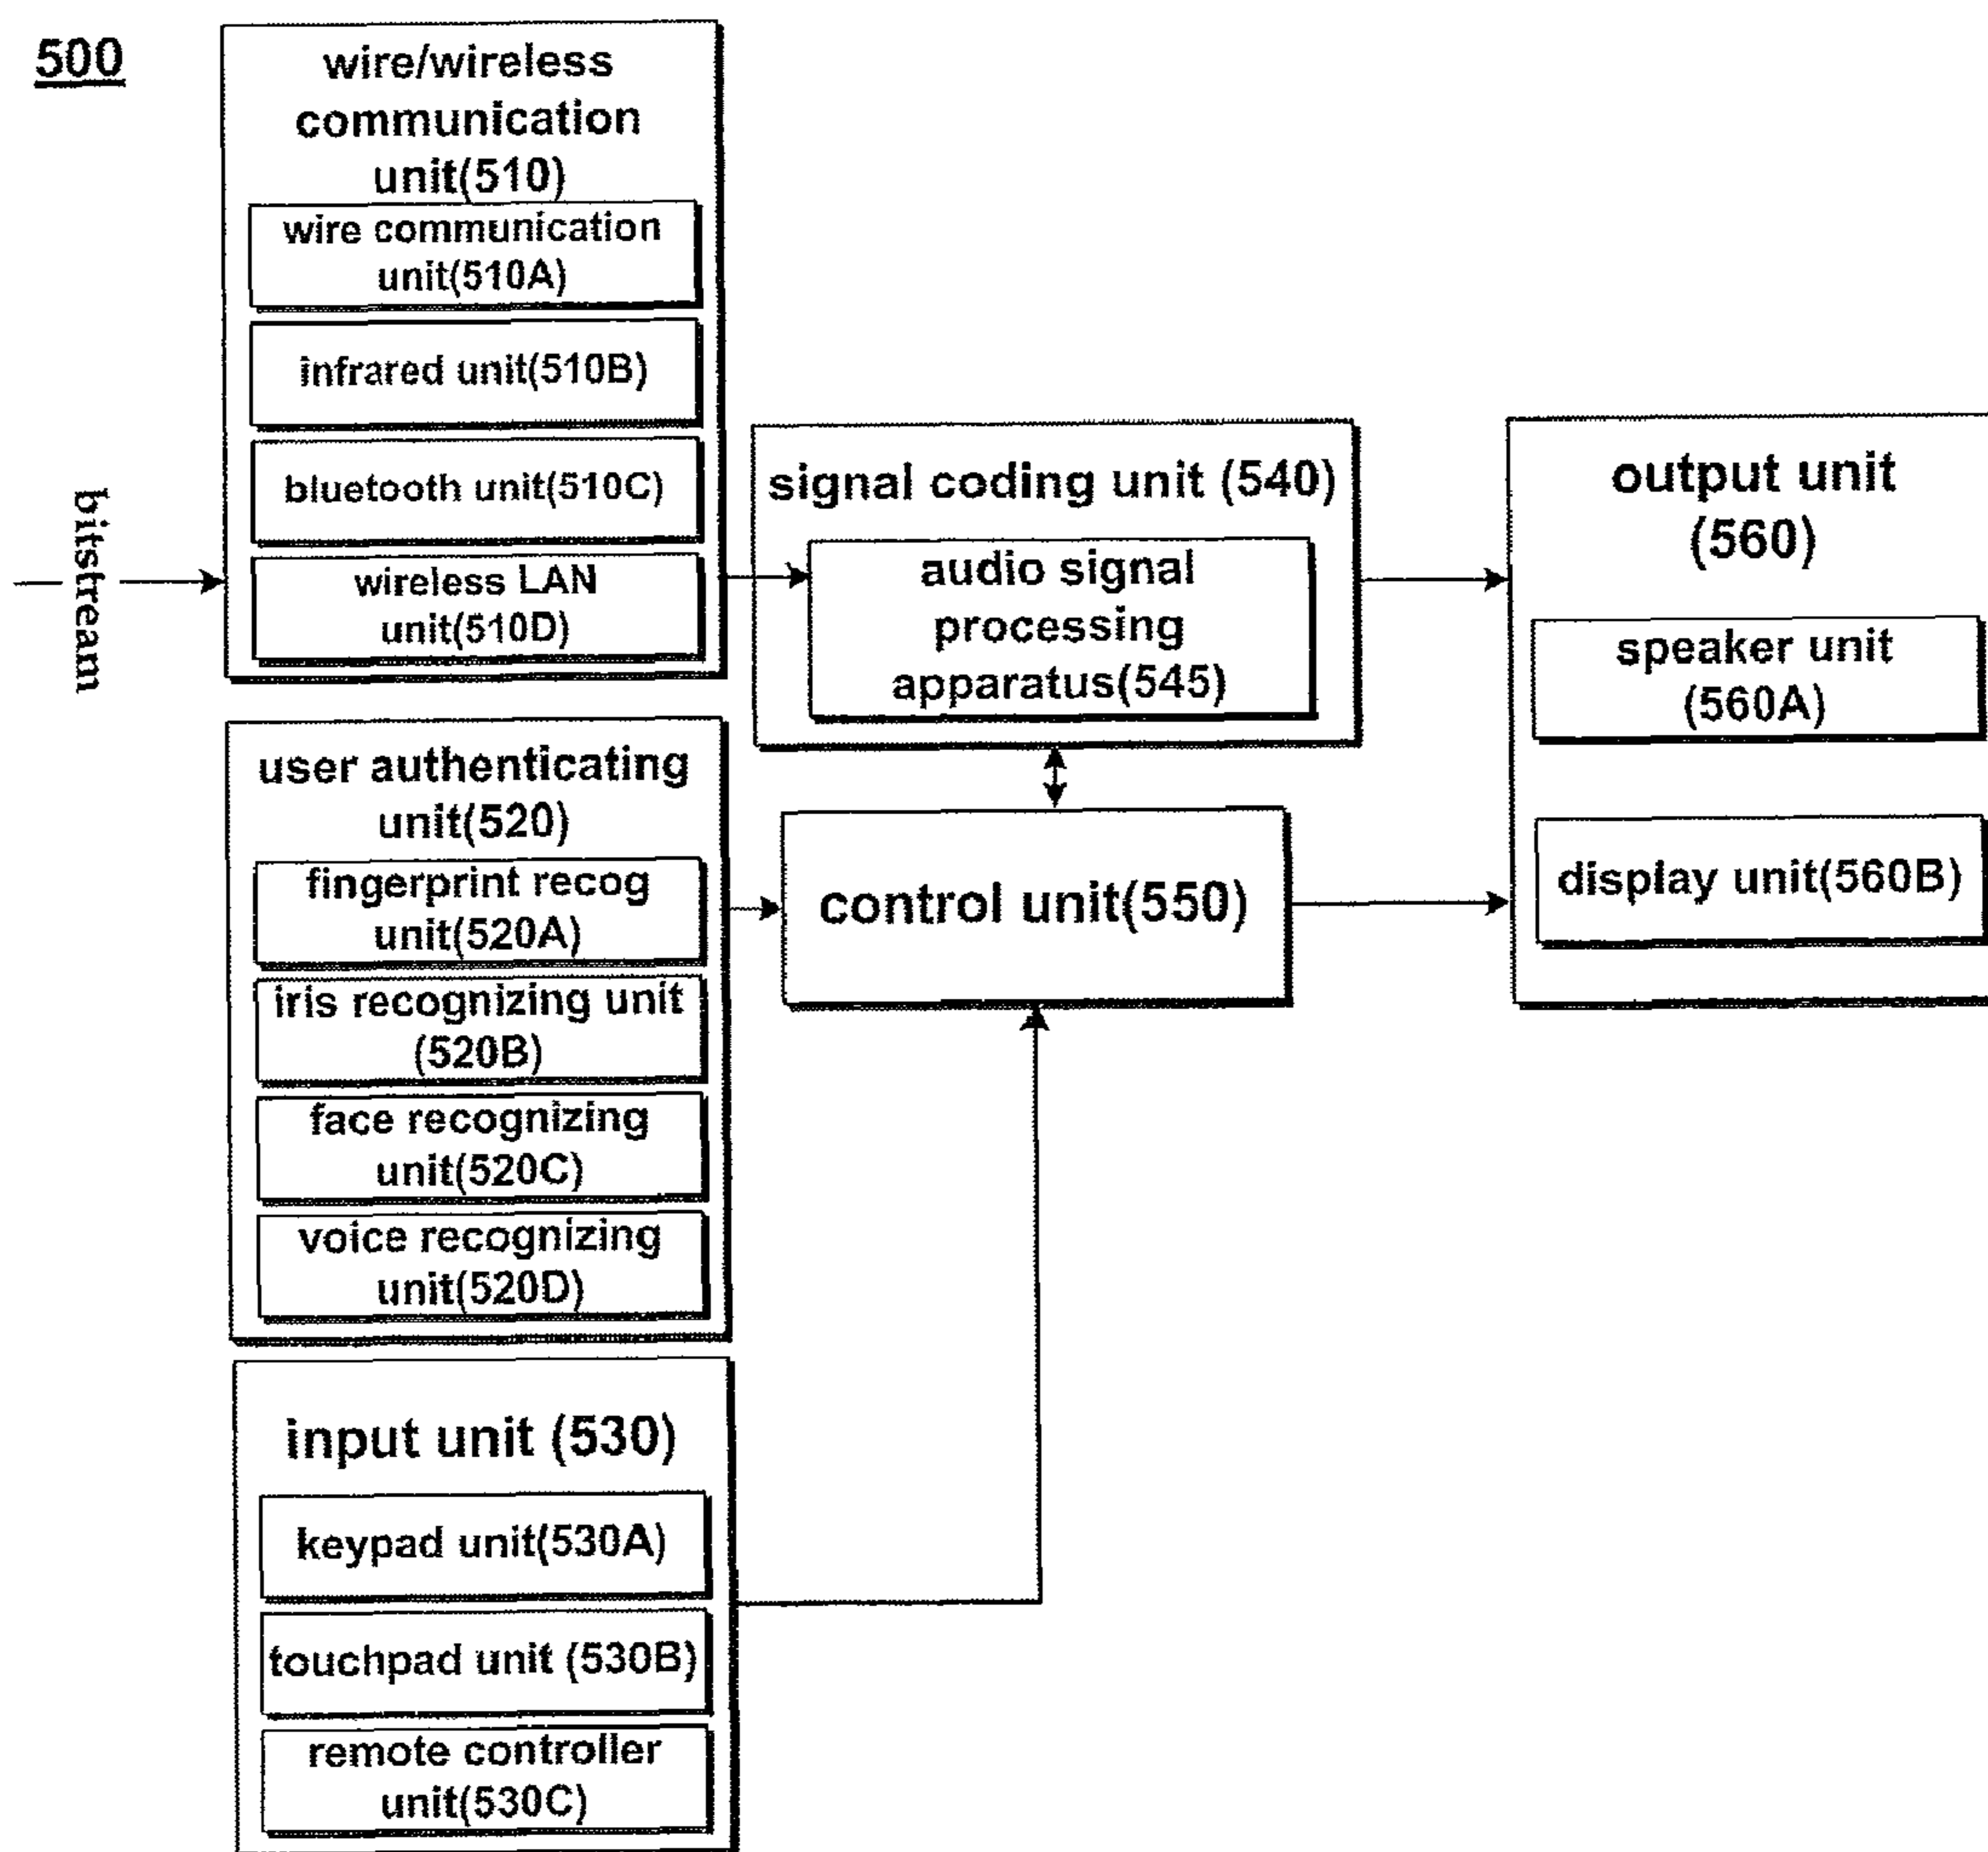 500
wire/wireless
communication
unit(510)
wire communication
unit(510A)
infrared unit(510B)
bluetooth unit(510C)
wireless LAN
unit(510D)
bitstream
signal coding unit (540)
audio signal
processing
apparatus(545)
output unit
(560)
speaker unit
(560A)
display unit(560B)
user authenticating
unit(520)
fingerprint recog
unit(520A)
iris recognizing unit
(520B)
face recognizing
unit(520C)
voice recognizing
unit(520D)
control unit(550)
input unit (530)
keypad unit(530A)
touchpad unit (530B)
remote controller
unit(530C)